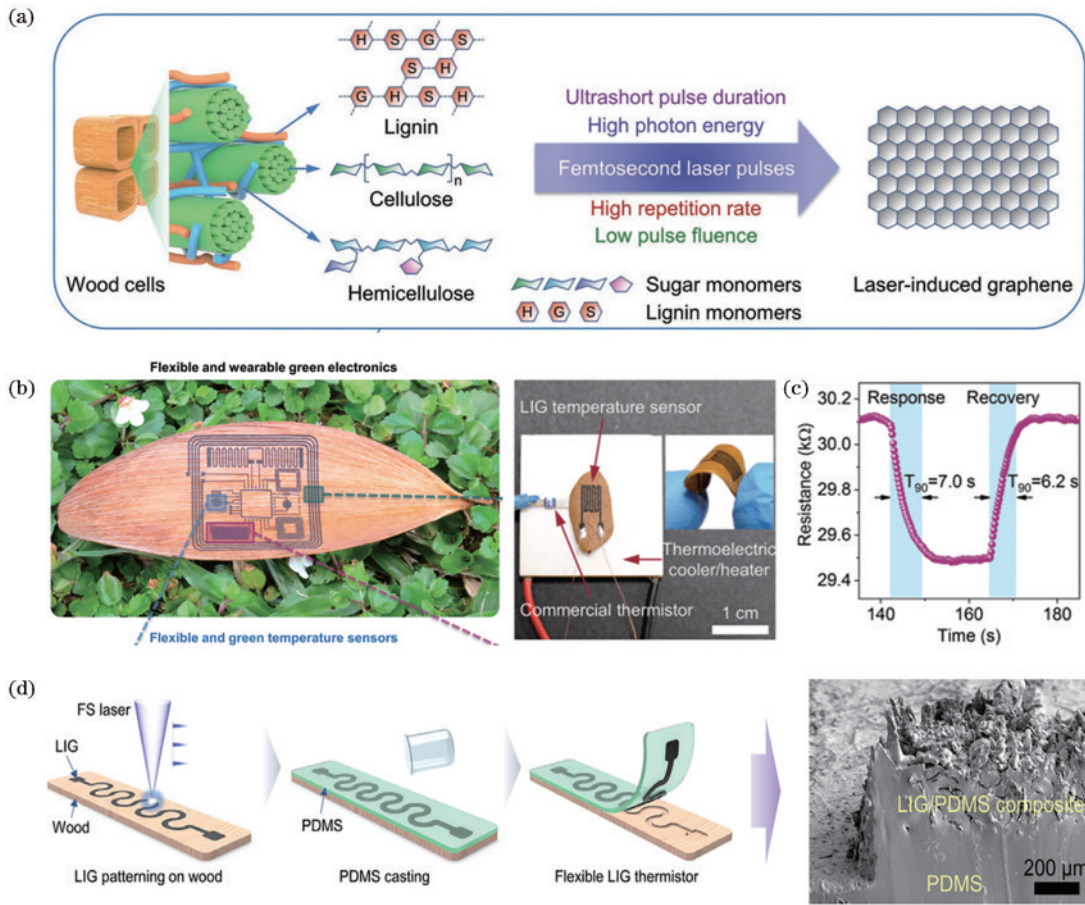 (a)
H S G S
S H
G H S H
Lignin
n
Cellulose
Hemicellulose
Wood cells
Ultrashort pulse duration
High photon energy
Femtosecond laser pulses
High repetition rate
Low pulse fluence
Sugar monomers
H G S Lignin monomers
Laser-induced graphene
(b)
Flexible and wearable green electronics
Flexible and green temperature sensors
LIG temperature sensor
Thermoelectric
cooler/heater
Commercial thermistor
1 cm
(c)
Response Recovery
30.2
30.0
29.8
29.6
29.4
T90=7.0 s
T90=6.2 s
Resistance (kΩ)
140 160 180
Time (s)
(d)
FS laser
LIG
Wood
LIG patterning on wood
PDMS
PDMS casting
Flexible LIG thermistor
LIG/PDMS composite
PDMS
200 μm